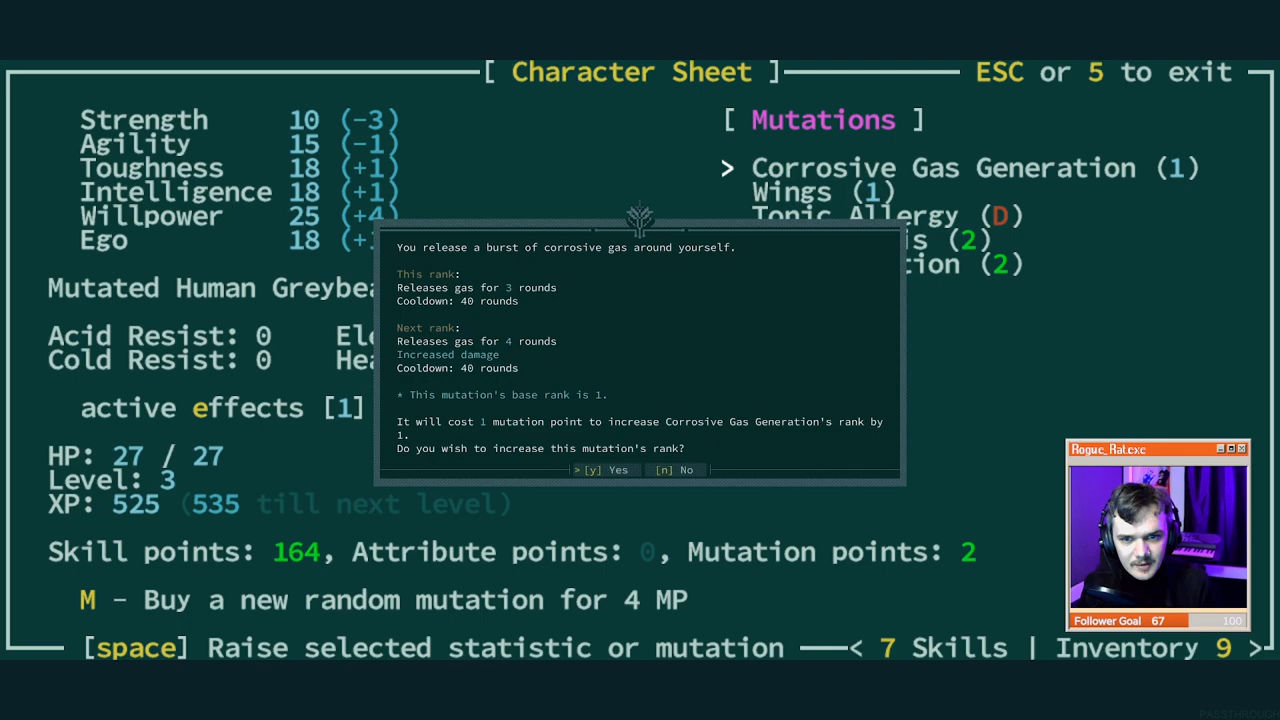 [ Character Sheet ] ESC or 5 to exit
Strength 10 (-3)
Agility 15 (-1)
Toughness 18 (+1)
Intelligence 18 (+1)
Willpower 25 (+4
Ego 18 (+
[ Mutations ]
> Corrosive Gas Generation (1)
Wings (1)
Tonic Allergy (D)
s (2)
tion (2)
Mutated Human Greybe
Acid Resist: 0 Ele
Cold Resist: 0 Hea
active effects [1]
HP: 27 / 27
Level: 3
XP: 525 (535 till next level)
Skill points: 164, Attribute points: 0, Mutation points: 2
M - Buy a new random mutation for 4 MP
[space] Raise selected statistic or mutation
< 7 Skills | Inventory 9 >
You release a burst of corrosive gas around yourself.
This rank:
Releases gas for 3 rounds
Cooldown: 40 rounds
Next rank:
Releases gas for 4 rounds
Increased damage
Cooldown: 40 rounds
* This mutation's base rank is 1.
It will cost 1 mutation point to increase Corrosive Gas Generation's rank by
1.
Do you wish to increase this mutation's rank?
> [y] Yes [n] No
Rogue_Rat.exe
Follower Goal 67 100